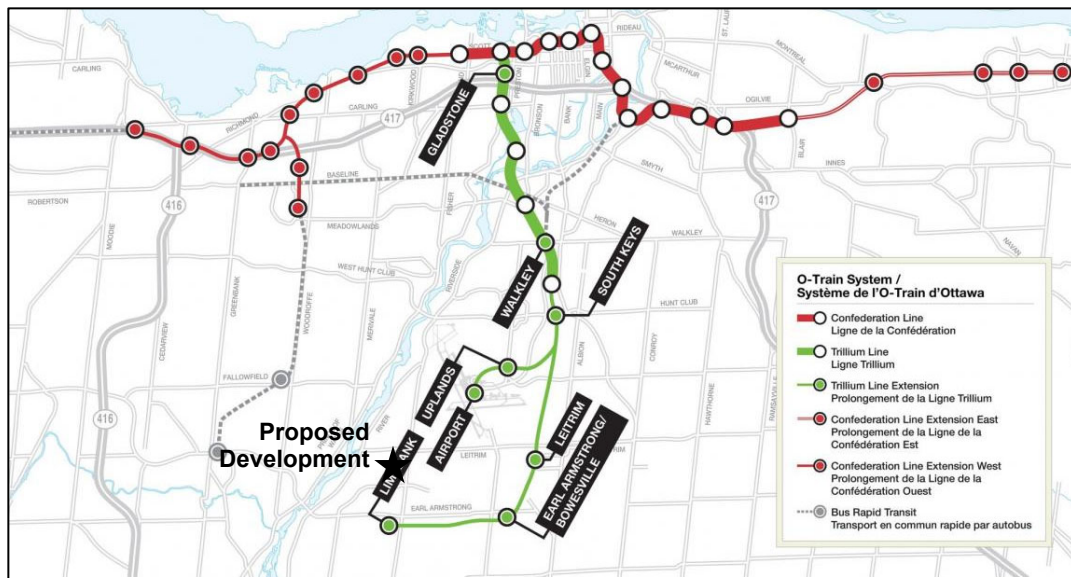 RIDEAU
ST. LAU
SCOTT
CARLING
MONTREAL
MCARTHUR
KIRKWOOD
PRESTON
ELGIN
OGILVIE
CARLING
BRONSON
BANK
MAIN
RICHMOND
417
GLADSTONE
BLAIR
INNES
SMYTH
BASELINE
FISHER
417
ROBERTSON
416
MOODIE
MEADOWLANDS
HERON
WALKLEY
NAVAN
RIVERSIDE
WALKLEY
SOUTH KEYS
WEST HUNT CLUB
GREENBANK
WOODROFFE
MERIVALE
HUNT CLUB
CEDARVIEW
ALBION
CONROY
HAWTHORNE
RAMSAYVILLE
FALLOWFIELD
UPLANDS
AIRPORT
416
RIVER
Proposed
Development
LIM
ANK
LEITRIM
LEITRIM
RIM
EARL ARMSTRONG/
BOWESVILLE
EARL ARMSTRONG
O-Train System /
Système de l'O-Train d'Ottawa
Confederation Line
Ligne de la Confédération
Trillium Line
Ligne Trillium
Trillium Line Extension
Prolongement de la Ligne Trillium
Confederation Line Extension East
Prolongement de la Ligne de la
Confédération Est
Confederation Line Extension West
Prolongement de la Ligne de la
Confédération Ouest
Bus Rapid Transit
Transport en commun rapide par autobus